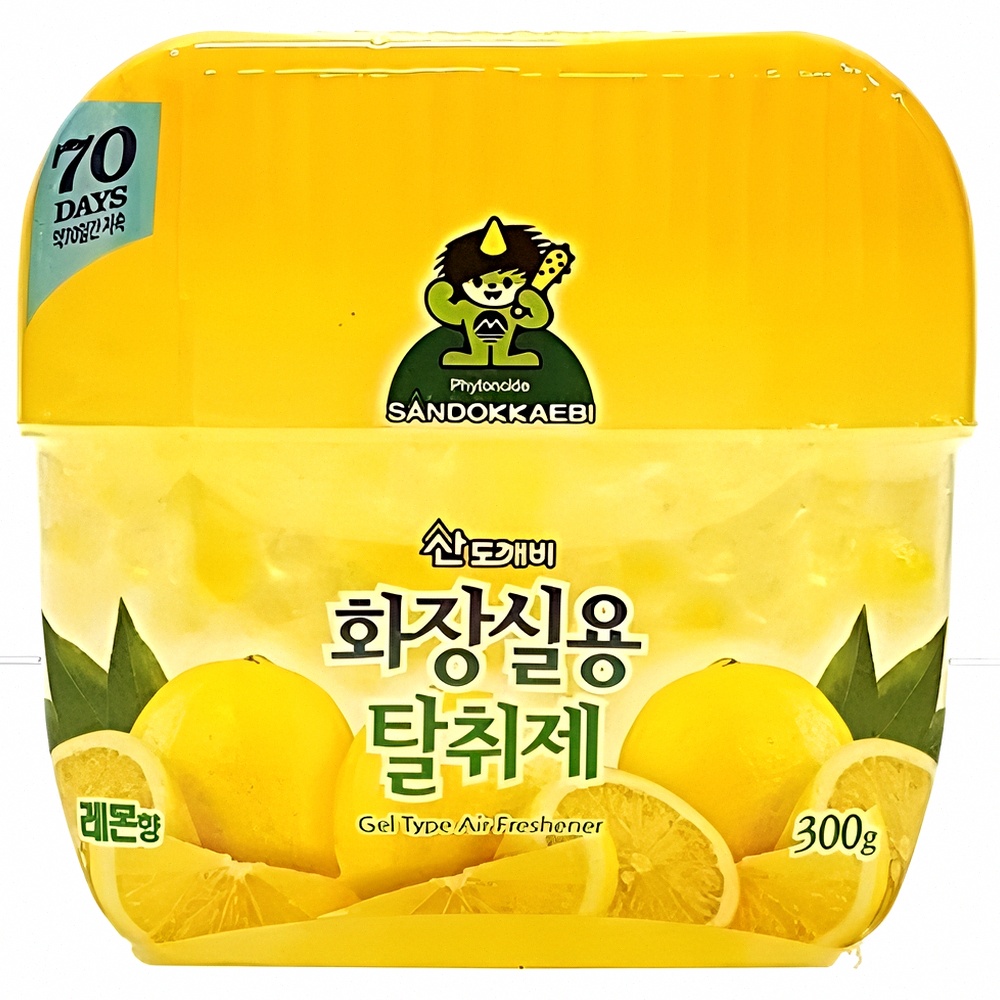 70
DAYS
약70일간 지속
Phytoncide
SANDOKKAEBI
산도깨비
화장실용
탈취제
Gel Type Air Freshener
레몬향
300g